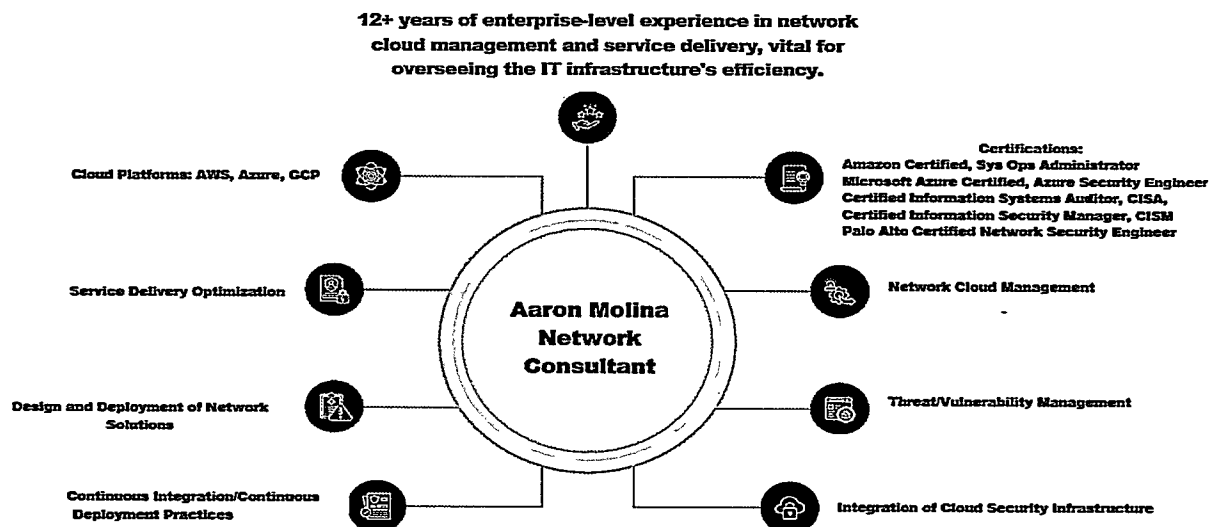 12+ years of enterprise-level experience in network
cloud management and service delivery, vital for
overseeing the IT infrastructure's efficiency.
Cloud Platforms: AWS, Azure, GCP
Certifications:
Amazon Certified, Sys Ops Administrator
Microsoft Azure Certified, Azure Security Engineer
Certified Information Systems Auditor, CISA,
Certified Information Security Manager, CISM
Palo Alto Certified Network Security Engineer
Service Delivery Optimization
Network Cloud Management
Aaron Molina
Network
Consultant
Design and Deployment of Network
Solutions
Threat/Vulnerability Management
Continuous Integration/Continuous
Deployment Practices
Integration of Cloud Security Infrastructure